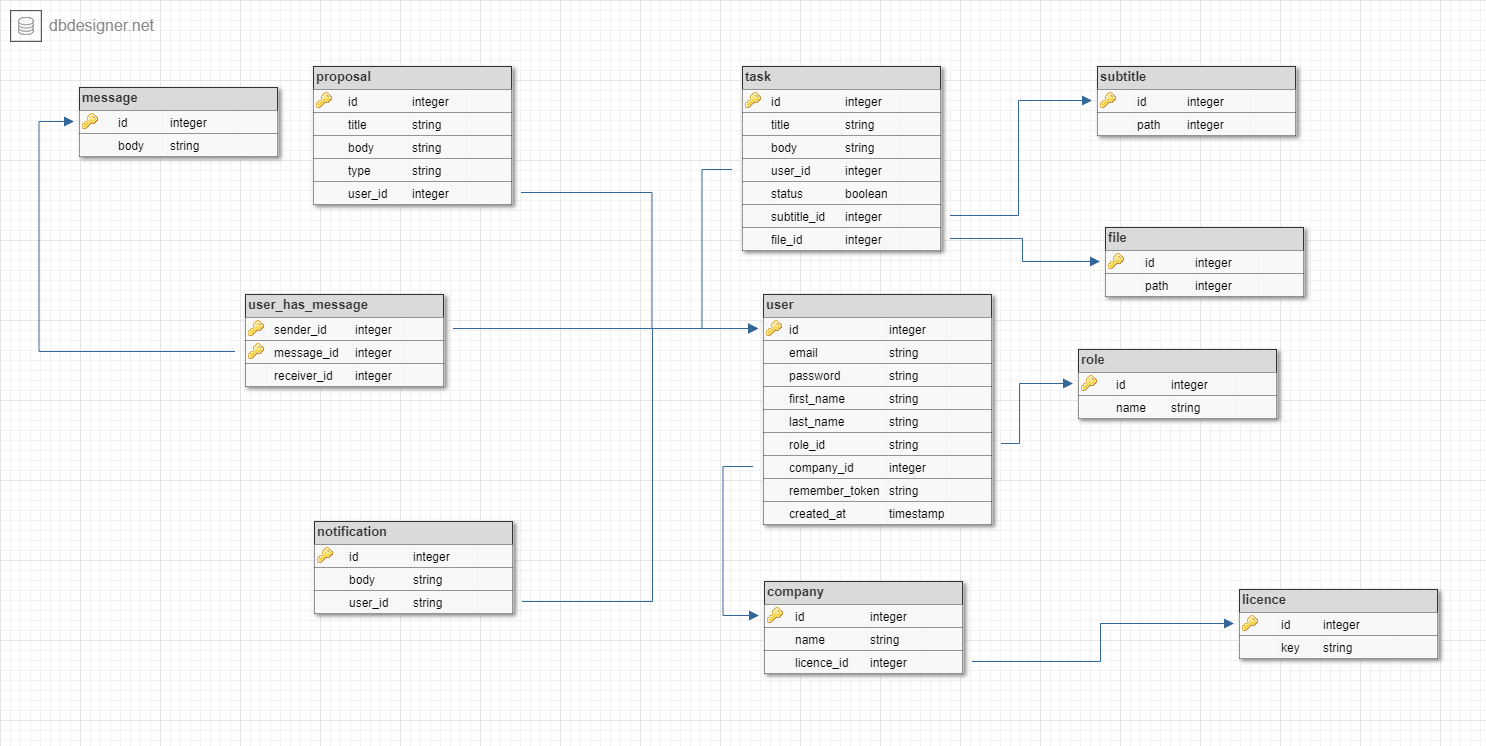 dbdesigner.net
message
id integer
body string
proposal
id integer
title string
body string
type string
user_id integer
task
id integer
title string
body string
user_id integer
status boolean
subtitle_id integer
file_id integer
subtitle
id integer
path integer
file
id integer
path integer
user_has_message
sender_id integer
message_id integer
receiver_id integer
user
id integer
email string
password string
first_name string
last_name string
role_id string
company_id integer
remember_token string
created_at timestamp
role
id integer
name string
notification
id integer
body string
user_id string
company
id integer
name string
licence_id integer
licence
id integer
key string